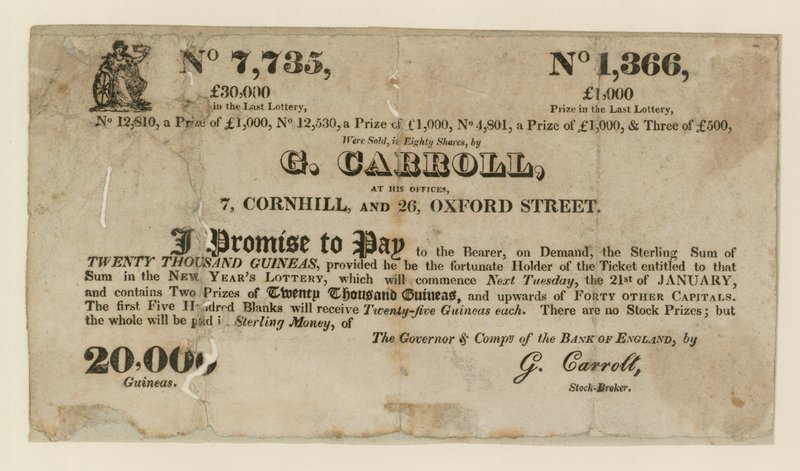 No 7,735,
£30,000
in the Last Lottery,
No 1,366,
£1,000
Prize in the Last Lottery,
No 12,810, a Prize of £1,000, No 12,530, a Prize of £1,000, No 4,801, a Prize of £1,000, & Three of £500,
Were Sold, in Eighty Shares, by
G. CARROLL,
AT HIS OFFICES,
7, CORNHILL, AND 26, OXFORD STREET.
I Promise to Pay to the Bearer, on Demand, the Sterling Sum of
TWENTY THOUSAND GUINEAS, provided he be the fortunate Holder of the Ticket entitled to that
Sum in the NEW YEAR'S LOTTERY, which will commence Next Tuesday, the 21st of JANUARY,
and contains Two Prizes of Twenty Thousand Guineas, and upwards of FORTY OTHER CAPITALS.
The first Five Hundred Blanks will receive Twenty-five Guineas each. There are no Stock Prizes; but
the whole will be paid in Sterling Money, of
The Governor & Compy of the BANK OF ENGLAND, by
20,000
Guineas.
G. Carroll,
Stock-Broker.